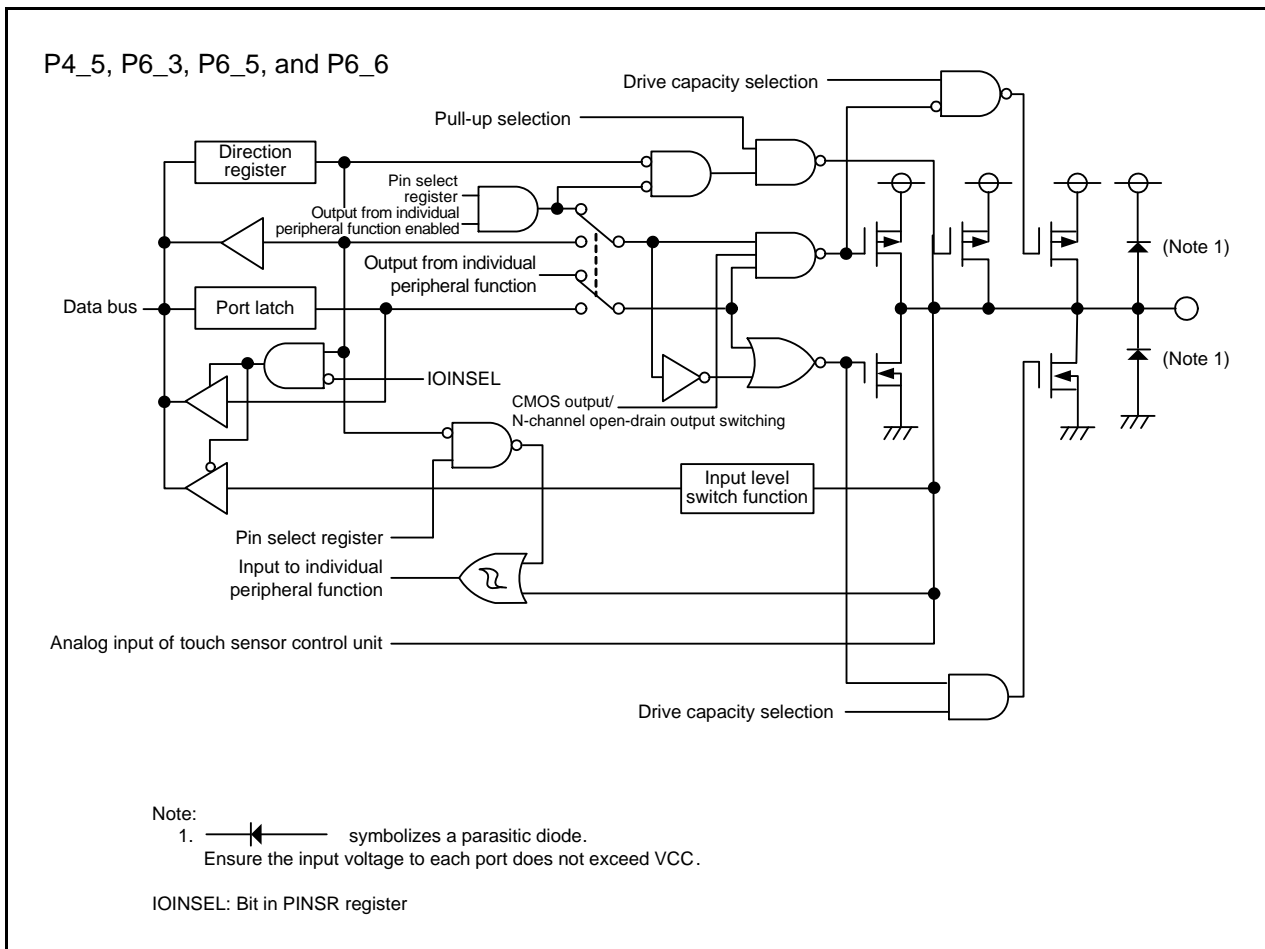 P4_5, P6_3, P6_5, and P6_6
Drive capacity selection
Pull-up selection
Direction
register
Pin select
register
Output from individual
peripheral function enabled
(Note 1)
Output from individual
peripheral function
Data bus
Port latch
(Note 1)
IOINSEL
CMOS output/
N-channel open-drain output switching
Input level
switch function
Pin select register
Input to individual
peripheral function
Analog input of touch sensor control unit
Drive capacity selection
Note:
1. symbolizes a parasitic diode.
Ensure the input voltage to each port does not exceed VCC.
IOINSEL: Bit in PINSR register